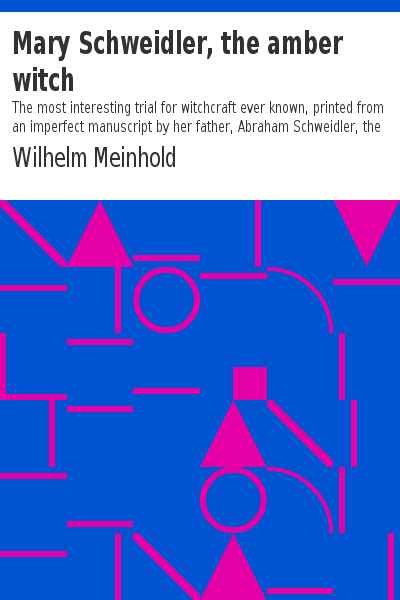 Mary Schweidler, the amber
witch
The most interesting trial for witchcraft ever known, printed from
an imperfect manuscript by her father, Abraham Schweidler, the
Wilhelm Meinhold